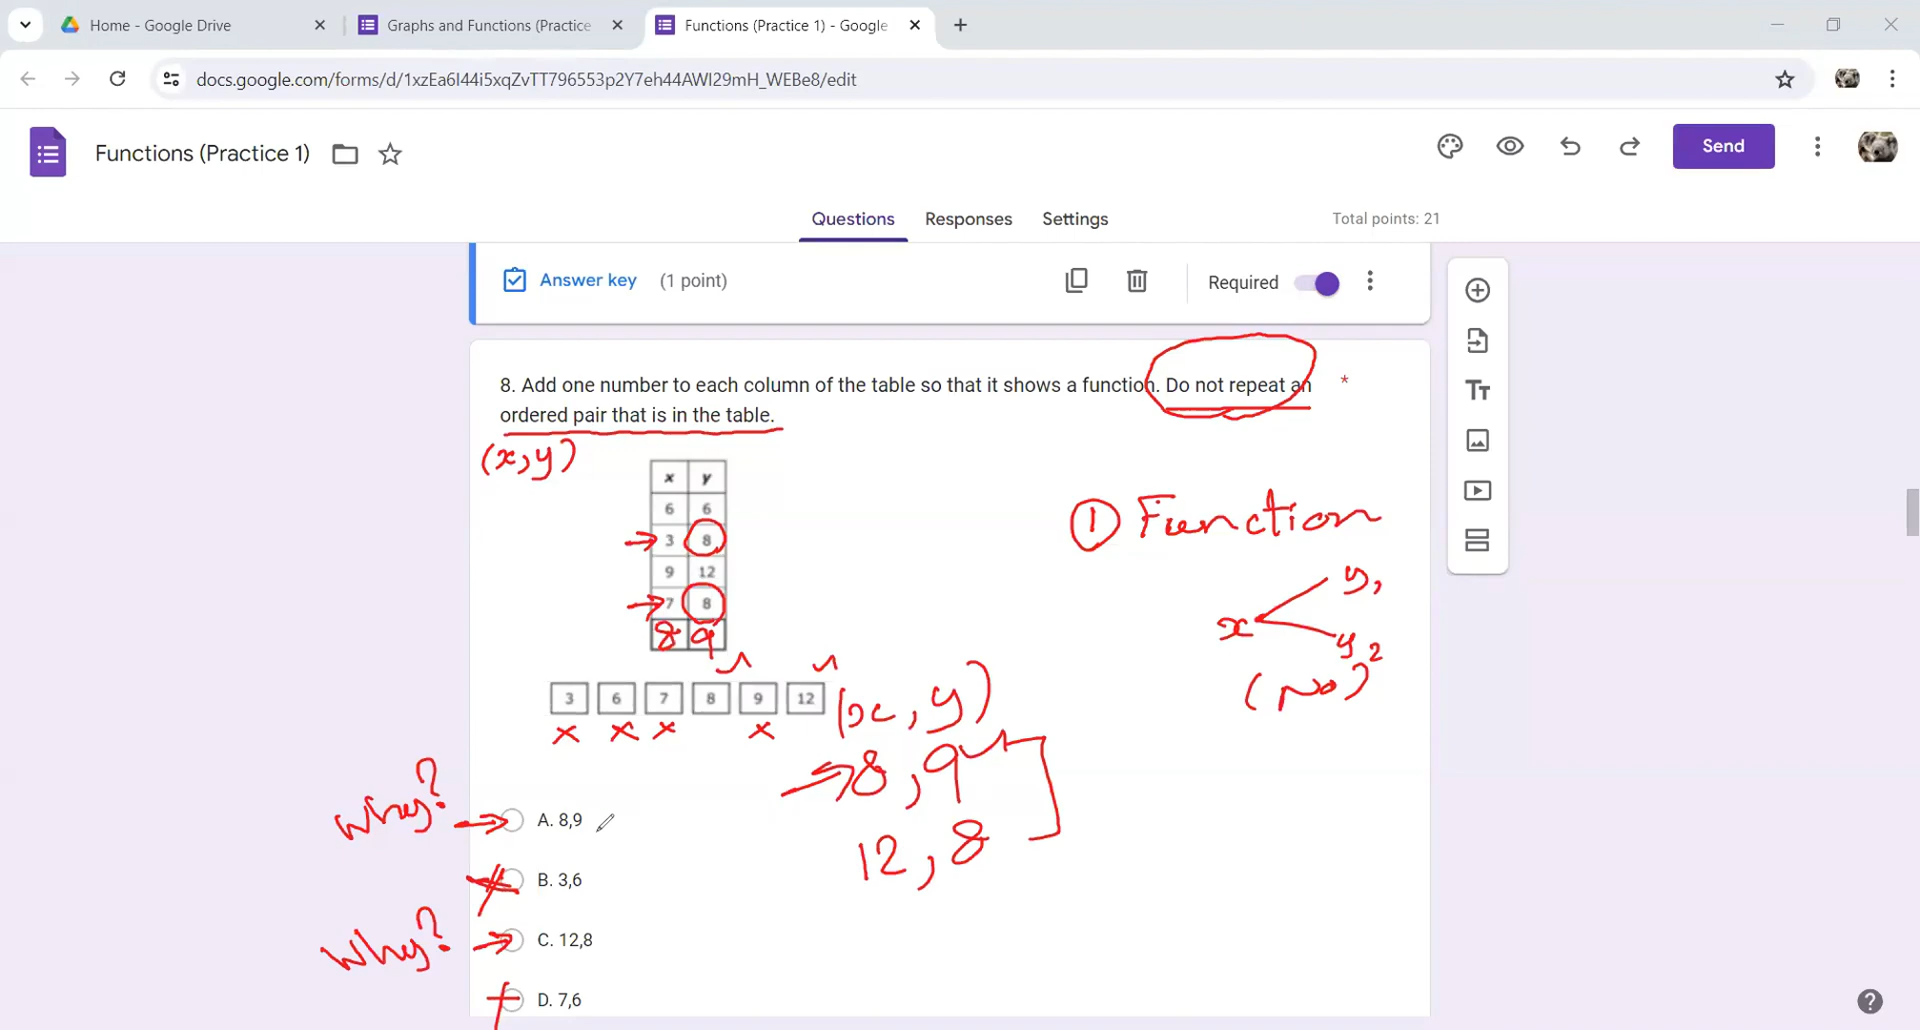 Home - Google Drive
Graphs and Functions (Practice
Functions (Practice 1) - Google
docs.google.com/forms/d/1xzEa6I44i5xqZvTT796553p2Y7eh44AWI29mH_WEBe8/edit
Functions (Practice 1)
Send
Questions Responses Settings
Total points: 21
Answer key (1 point)
Required
8. Add one number to each column of the table so that it shows a function. Do not repeat an *
ordered pair that is in the table.
(x,y)
x y
6 6
→ 3 8
9 12
→ 7 8
8 9
① Function
x
y1
y2
(No)
3 6 7 8 9 12
x x x x
(x, y)
→ 8, 9
12, 8
Why? → A. 8,9
B. 3,6
Why? → C. 12,8
D. 7,6
Tт
?